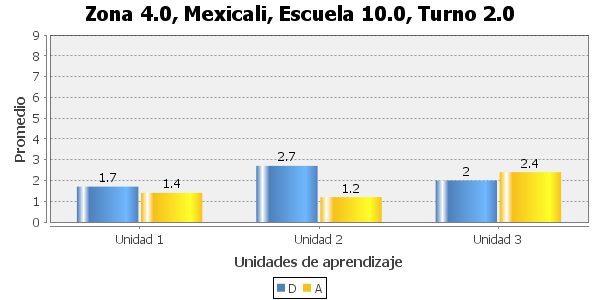 Zona 4.0, Mexicali, Escuela 10.0, Turno 2.0
Promedio
9
8
7
6
5
4
3
2
1
0
1.7
1.4
2.7
1.2
2
2.4
Unidad 1
Unidad 2
Unidad 3
Unidades de aprendizaje
D A